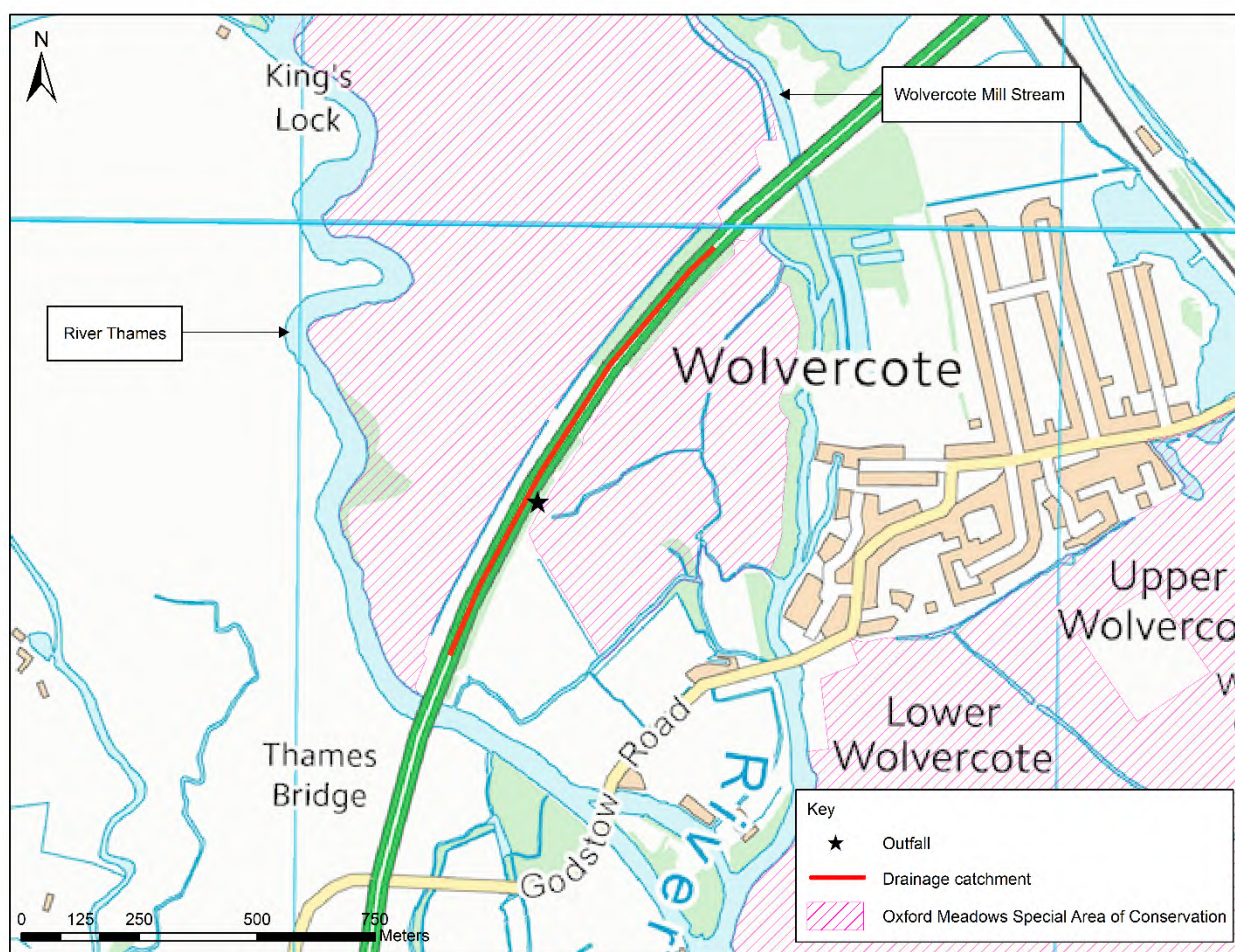 N
King's
Lock
Wolvercote Mill Stream
River Thames
Wolvercote
Upper
Wolverco
W
Lower
Wolvercote
Thames
Bridge
Godstow Road
River
Key
Outfall
Drainage catchment
Oxford Meadows Special Area of Conservation
0 125 250 500 750
Meters